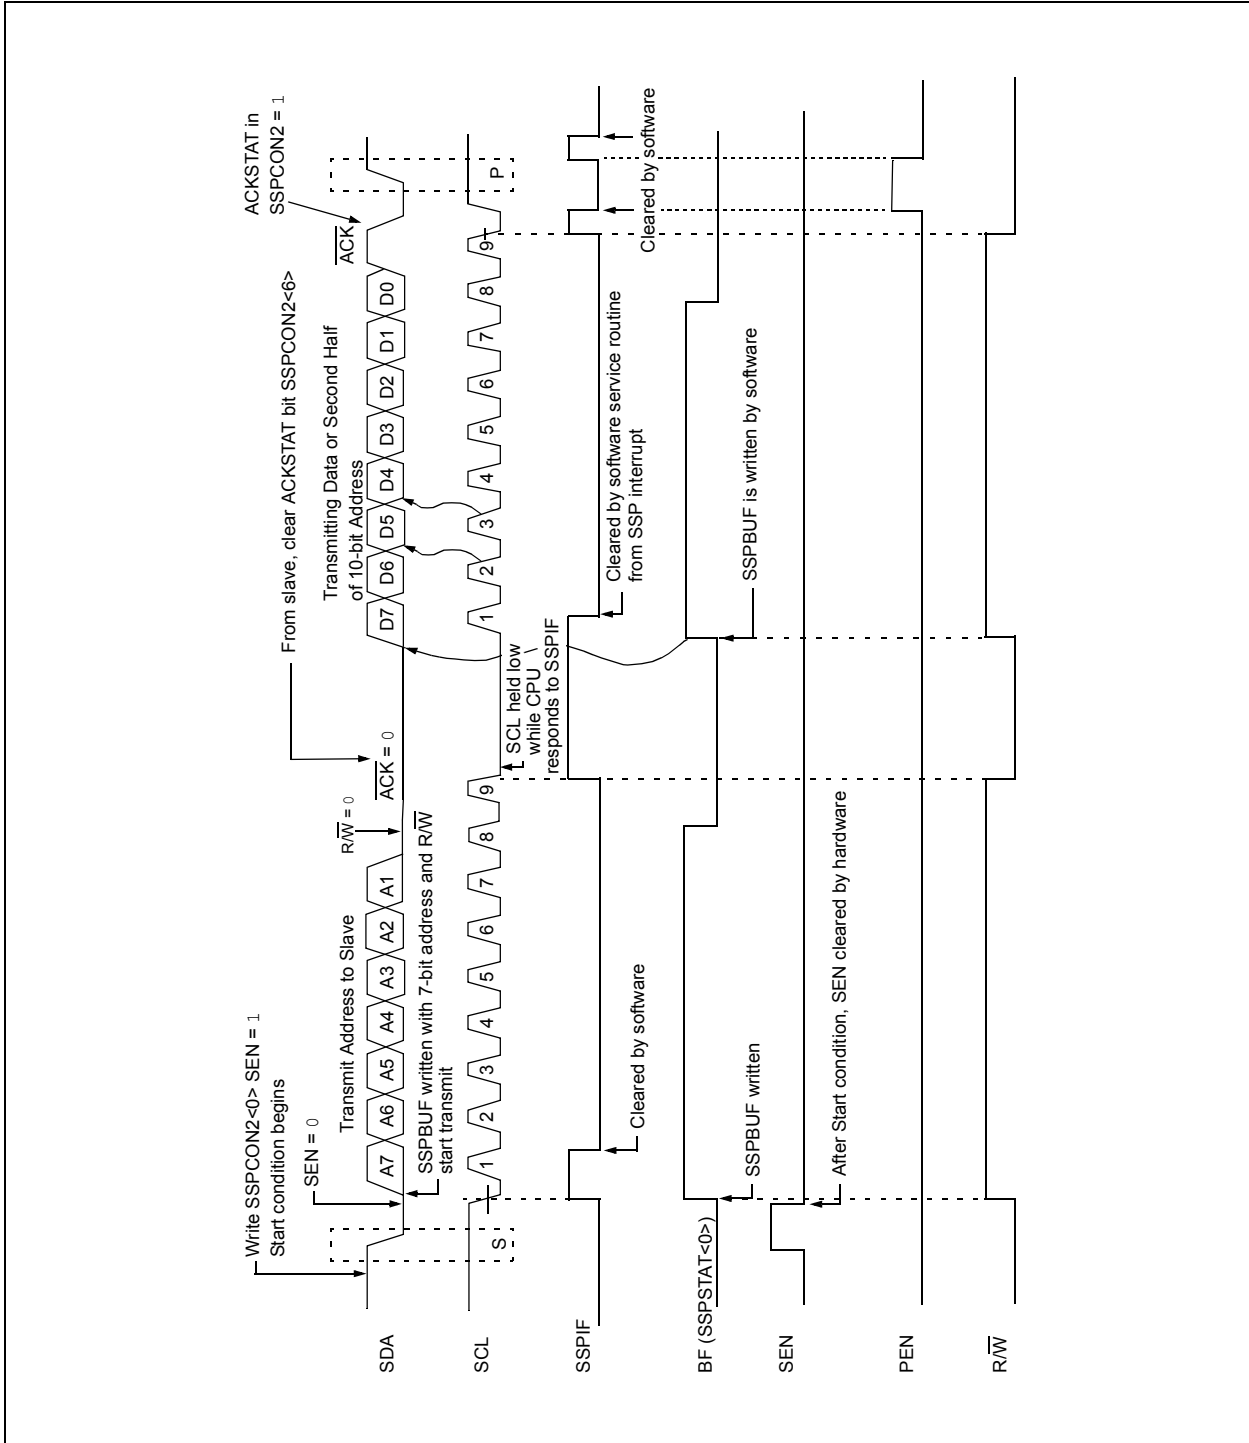 Write SSPCON2<0> SEN = 1
Start condition begins
SEN = 0
Transmit Address to Slave
R/W̅ = 0
From slave, clear ACKSTAT bit SSPCON2<6>
A̅C̅K̅ = 0
Transmitting Data or Second Half
of 10-bit Address
ACKSTAT in
SSPCON2 = 1
A̅C̅K̅
SDA
A7 A6 A5 A4 A3 A2 A1
D7 D6 D5 D4 D3 D2 D1 D0
SSPBUF written with 7-bit address and R/W̅
start transmit
SCL
S
1 2 3 4 5 6 7 8 9
1 2 3 4 5 6 7 8 9
P
SCL held low
while CPU
responds to SSPIF
SSPIF
Cleared by software
Cleared by software service routine
from SSP interrupt
Cleared by software
BF (SSPSTAT<0>)
SSPBUF written
SSPBUF is written by software
SEN
After Start condition, SEN cleared by hardware
PEN
R/W̅